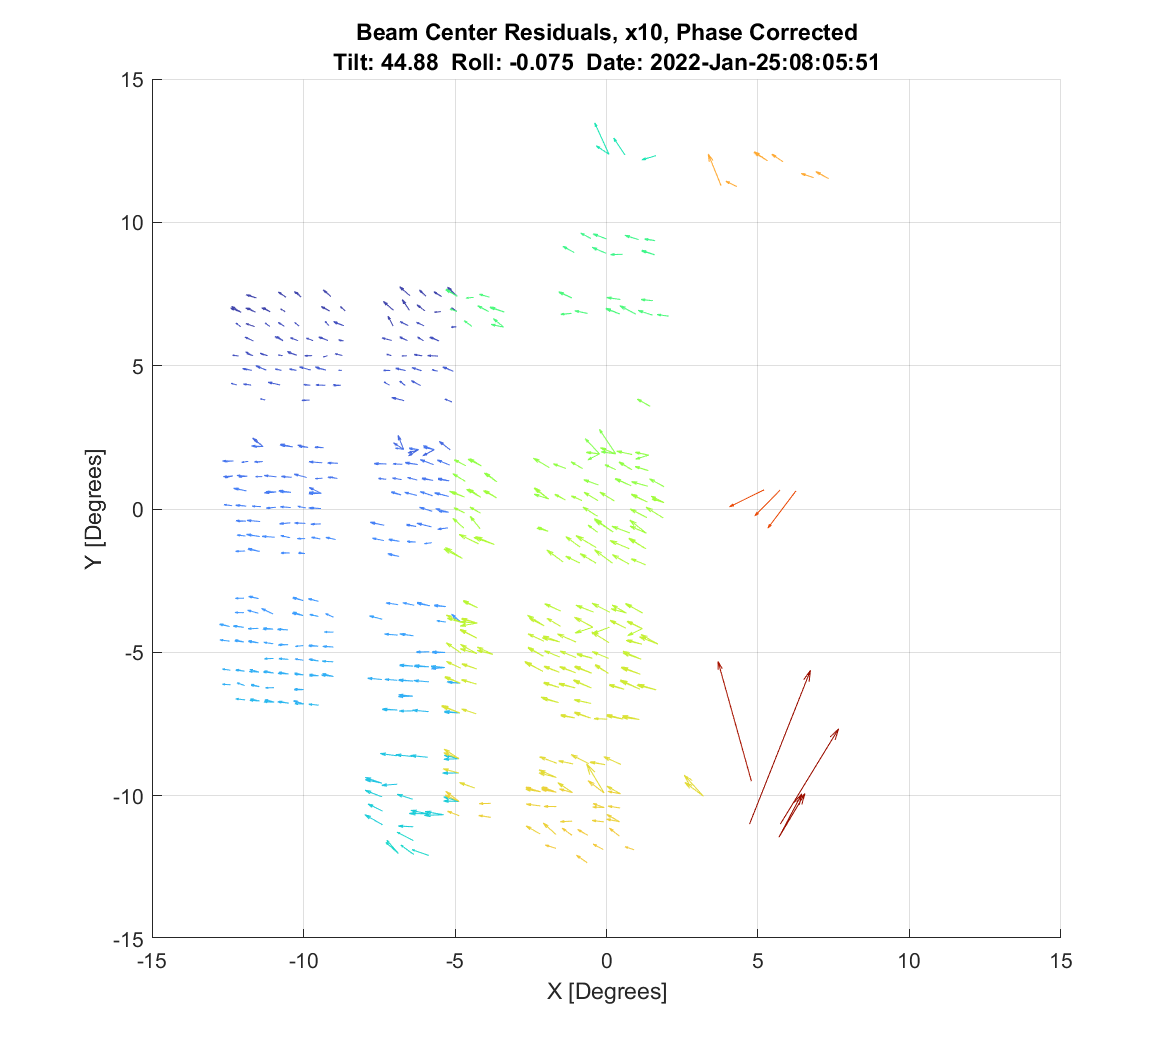 Beam Center Residuals, x10, Phase Corrected
Tilt: 44.88 Roll: -0.075 Date: 2022-Jan-25:08:05:51
15
10
5
0
-5
-10
-15
Y [Degrees]
-15 -10 -5 0 5 10 15
X [Degrees]